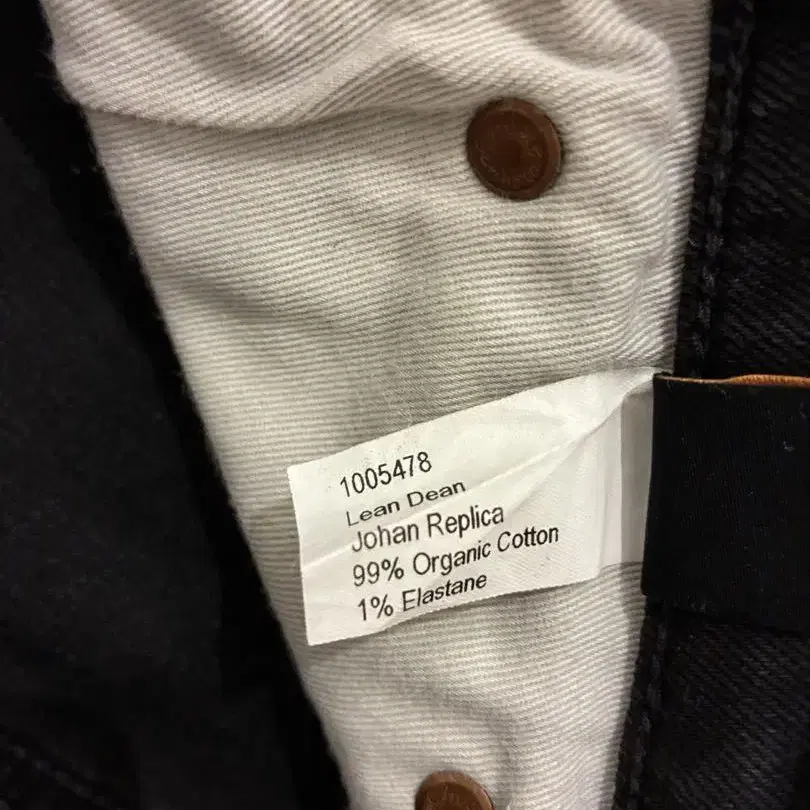 1005478
Lean Dean
Johan Replica
99% Organic Cotton
1% Elastane